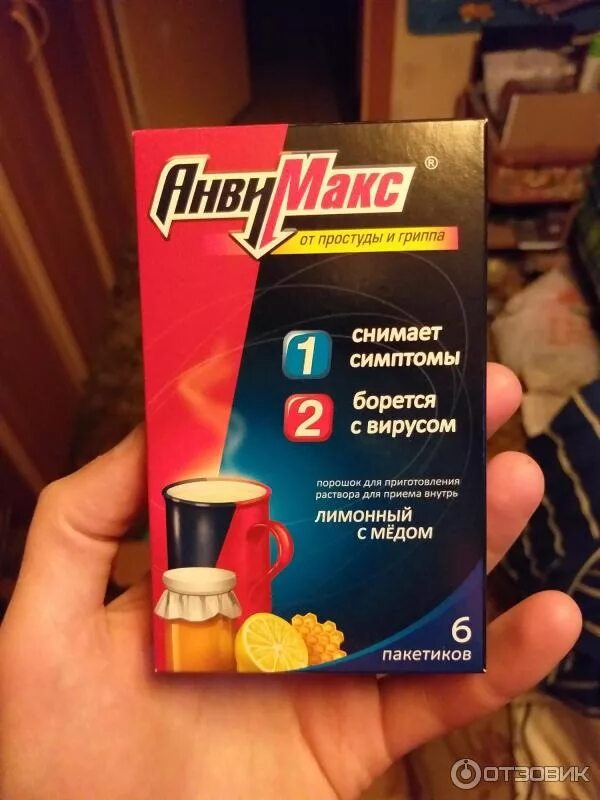 АнвиМакс ®
от простуды и гриппа
1 снимает
симптомы
2 борется
с вирусом
порошок для приготовления
раствора для приема внутрь
лимонный
с мёдом
6
пакетиков
ОТЗОВИК